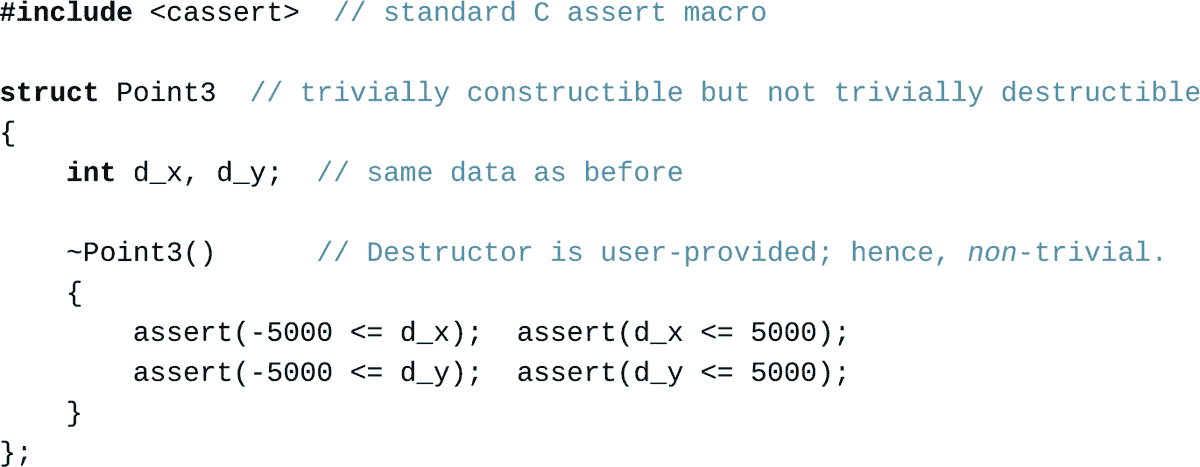 #include <cassert>  // standard C assert macro

struct Point3  // trivially constructible but not trivially destructible
{
    int d_x, d_y;  // same data as before

    ~Point3()      // Destructor is user-provided; hence, non-trivial.
    {
        assert(-5000 <= d_x);  assert(d_x <= 5000);
        assert(-5000 <= d_y);  assert(d_y <= 5000);
    }
};